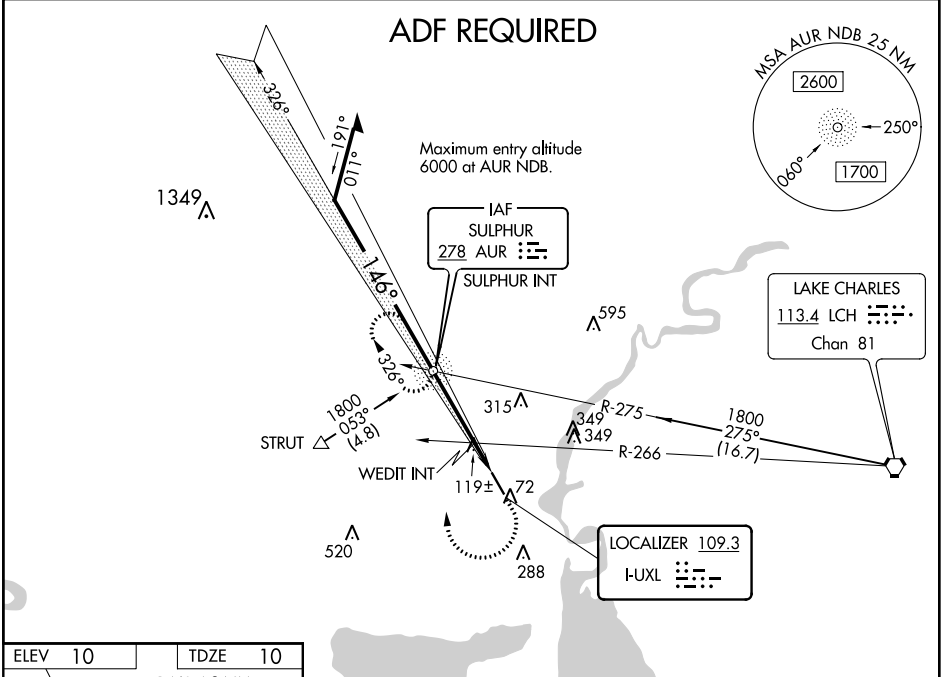 ADF REQUIRED
MSA AUR NDB 25 NM
2600
250°
060°
1700
326°
191°
011°
Maximum entry altitude
6000 at AUR NDB.
1349
IAF
SULPHUR
278 AUR
SULPHUR INT
146°
595
LAKE CHARLES
113.4 LCH
Chan 81
326°
1800
053°
(4.8)
STRUT
315
349
349
R-275
1800
275°
(16.7)
R-266
WEDIT INT
119±
72
520
288
LOCALIZER 109.3
I-UXL
ELEV 10
TDZE 10